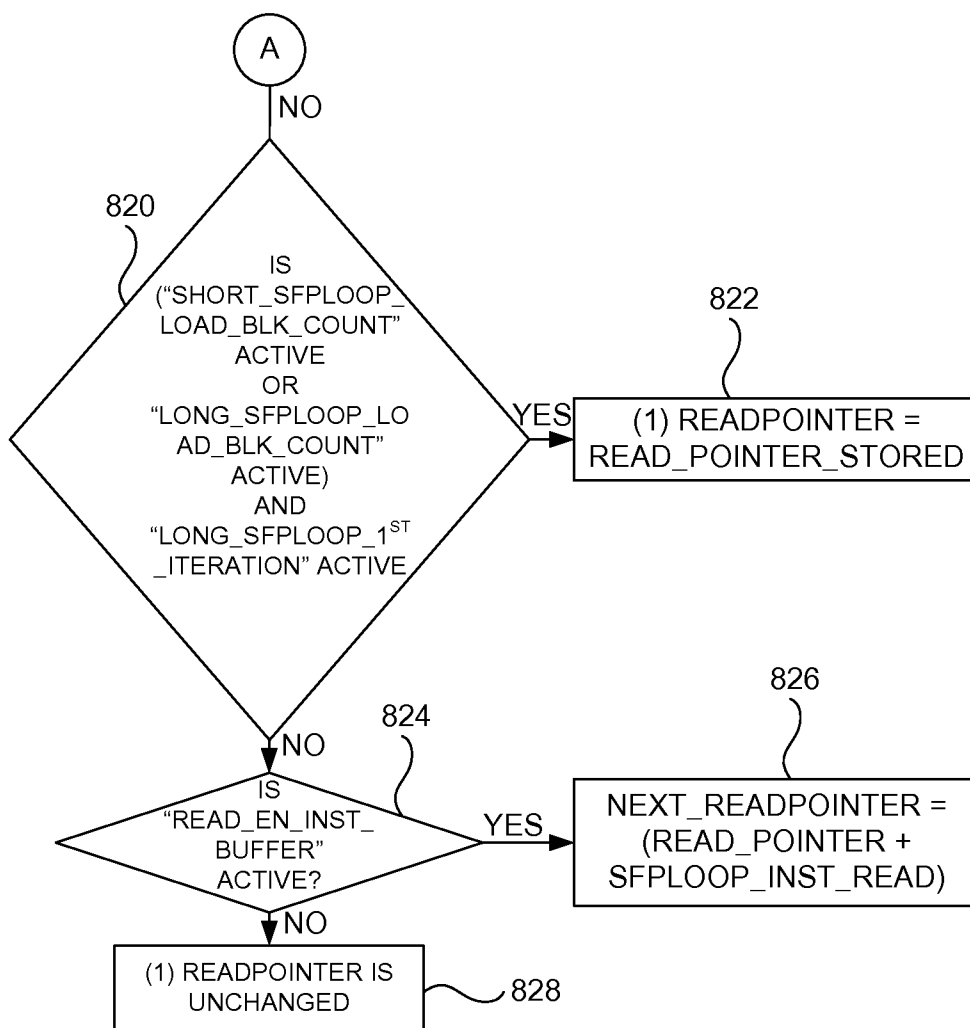 A
NO
820
IS
(“SHORT_SFPLOOP_
LOAD_BLK_COUNT”
ACTIVE
OR
“LONG_SFPLOOP_LO
AD_BLK_COUNT”
ACTIVE)
AND
“LONG_SFPLOOP_1ST
_ITERATION” ACTIVE
YES
822
(1) READPOINTER =
READ_POINTER_STORED
NO
824
IS
“READ_EN_INST_
BUFFER”
ACTIVE?
YES
826
NEXT_READPOINTER =
(READ_POINTER +
SFPLOOP_INST_READ)
NO
(1) READPOINTER IS
UNCHANGED
828